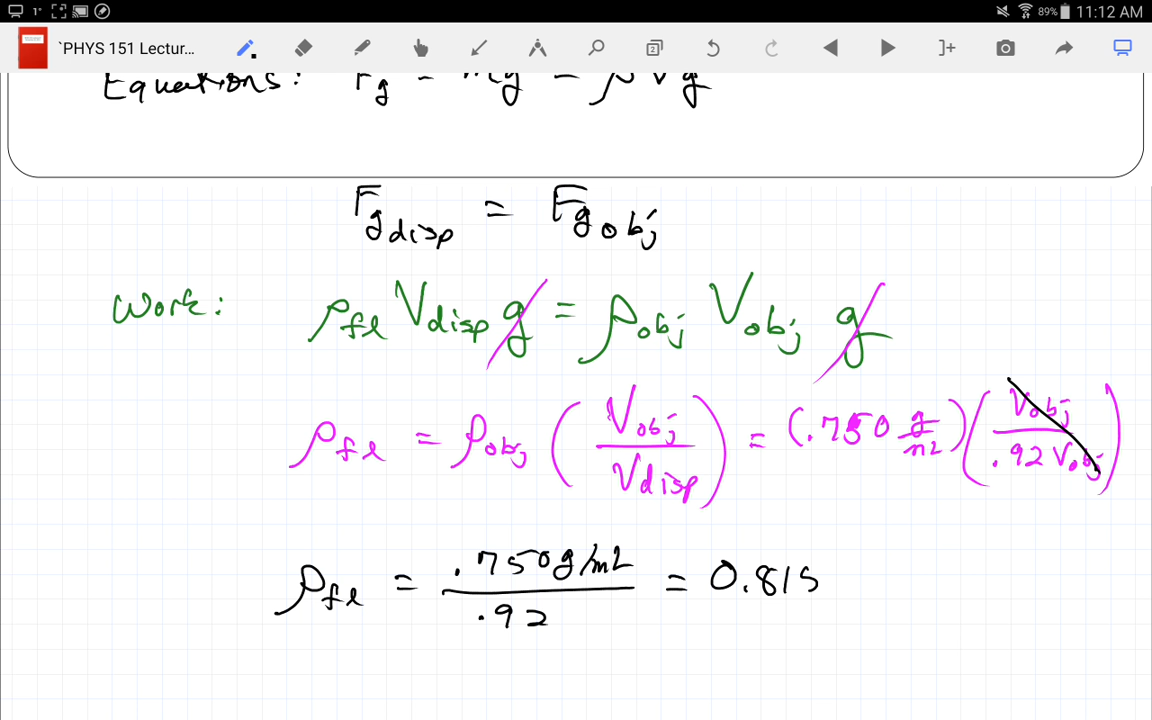 1° 89% 11:12 AM
`PHYS 151 Lectur...
Equations: Fg = mg = ρVg
Fg disp = Fg obj
Work: ρfl Vdisp g = ρobj Vobj g
ρfl = ρobj (Vobj / Vdisp) = (.750 g/mL)(Vobj / .92 Vobj)
ρfl = .750 g/mL / .92 = 0.815